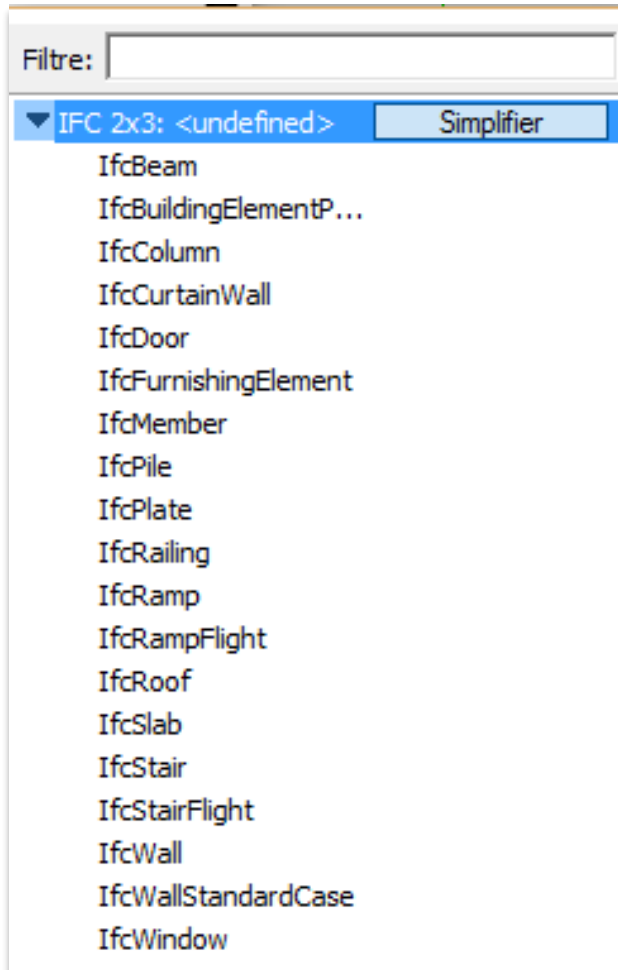 Filtre:
IFC 2x3: <undefined> Simplifier
IfcBeam
IfcBuildingElementP...
IfcColumn
IfcCurtainWall
IfcDoor
IfcFurnishingElement
IfcMember
IfcPile
IfcPlate
IfcRailing
IfcRamp
IfcRampFlight
IfcRoof
IfcSlab
IfcStair
IfcStairFlight
IfcWall
IfcWallStandardCase
IfcWindow